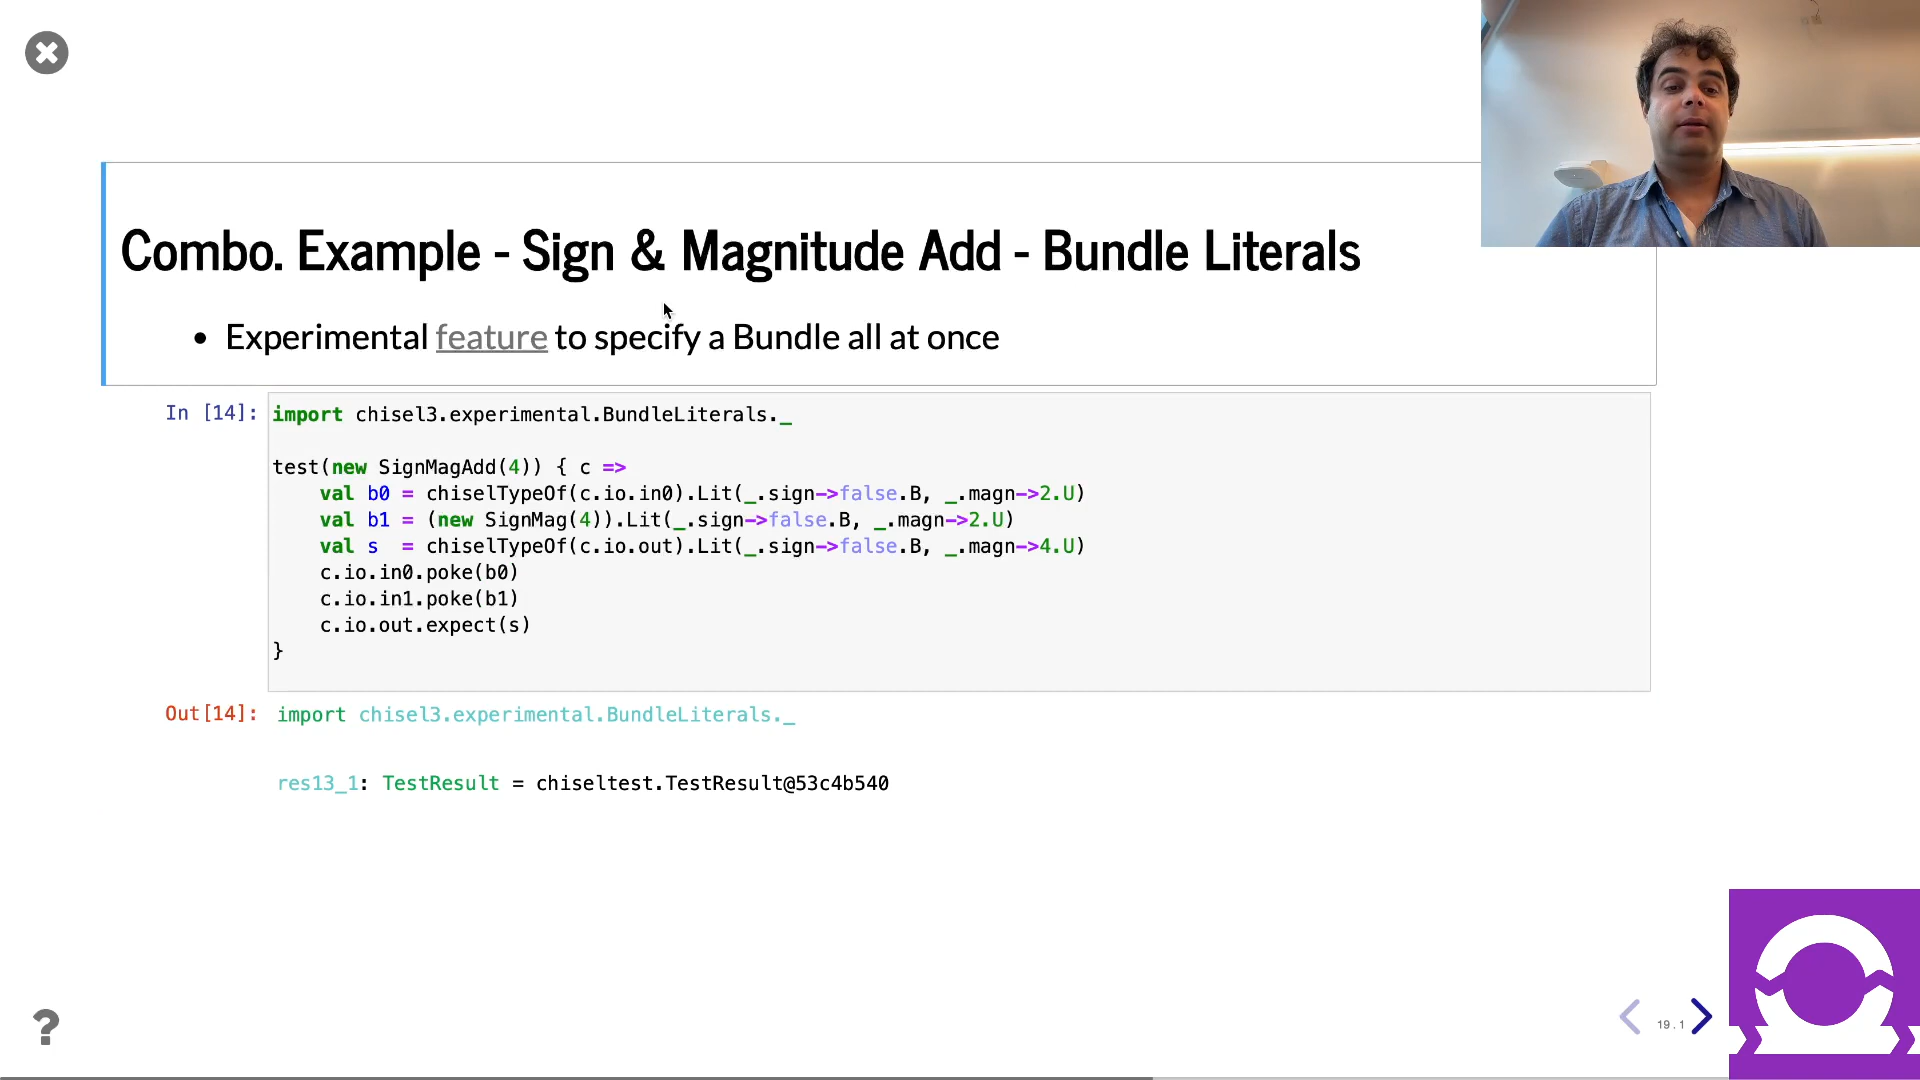 Combo. Example - Sign & Magnitude Add - Bundle Literals
• Experimental feature to specify a Bundle all at once
In [14]: import chisel3.experimental.BundleLiterals._
test(new SignMagAdd(4)) { c =>
    val b0 = chiselTypeOf(c.io.in0).Lit(_.sign->false.B, _.magn->2.U)
    val b1 = (new SignMag(4)).Lit(_.sign->false.B, _.magn->2.U)
    val s  = chiselTypeOf(c.io.out).Lit(_.sign->false.B, _.magn->4.U)
    c.io.in0.poke(b0)
    c.io.in1.poke(b1)
    c.io.out.expect(s)
}
Out[14]: import chisel3.experimental.BundleLiterals._
res13_1: TestResult = chiseltest.TestResult@53c4b540
?
19.1